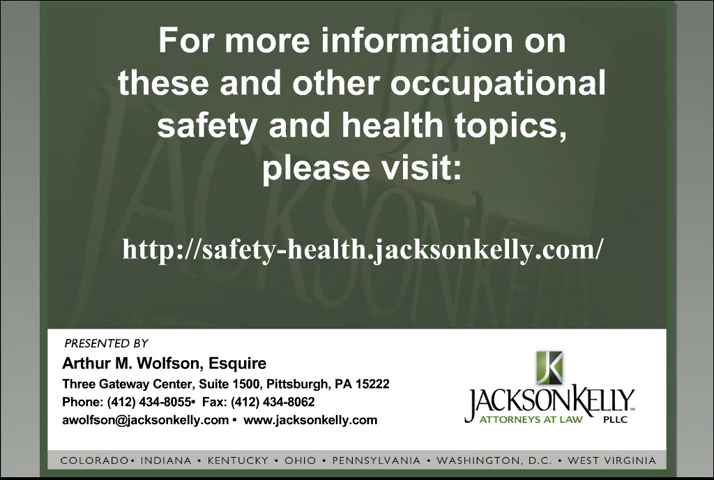 For more information on
these and other occupational
safety and health topics,
please visit:
http://safety-health.jacksonkelly.com/
PRESENTED BY
Arthur M. Wolfson, Esquire
Three Gateway Center, Suite 1500, Pittsburgh, PA 15222
Phone: (412) 434-8055• Fax: (412) 434-8062
awolfson@jacksonkelly.com • www.jacksonkelly.com
JK
JACKSONKELLY
ATTORNEYS AT LAW PLLC
COLORADO • INDIANA • KENTUCKY • OHIO • PENNSYLVANIA • WASHINGTON, D.C. • WEST VIRGINIA